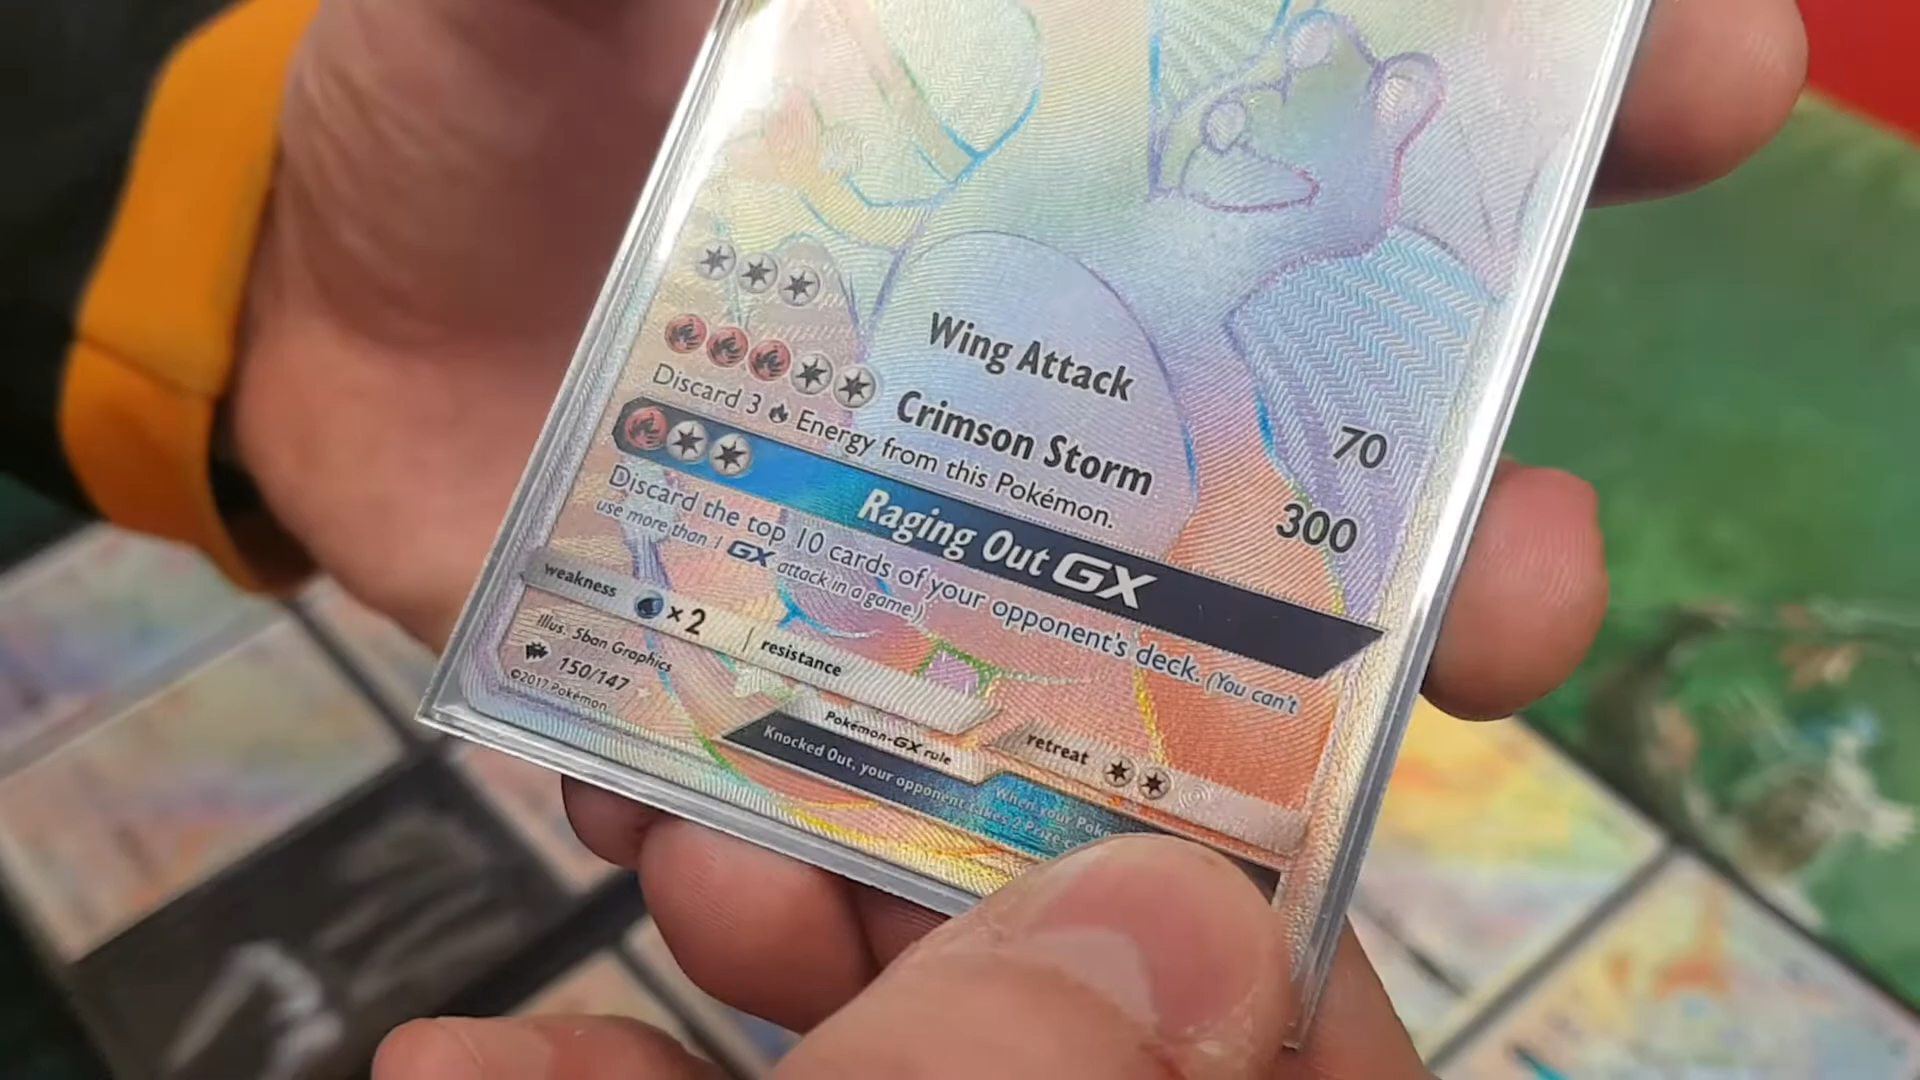 Wing Attack 70
Crimson Storm 300
Discard 3 Energy from this Pokémon.
Raging Out GX
Discard the top 10 cards of your opponent's deck. (You can't
use more than 1 GX attack in a game.)
weakness ×2 resistance retreat
Illus. 5ban Graphics
150/147
©2017 Pokémon
Pokémon-GX rule When your Poké
Knocked Out, your opponent takes 2 Prize